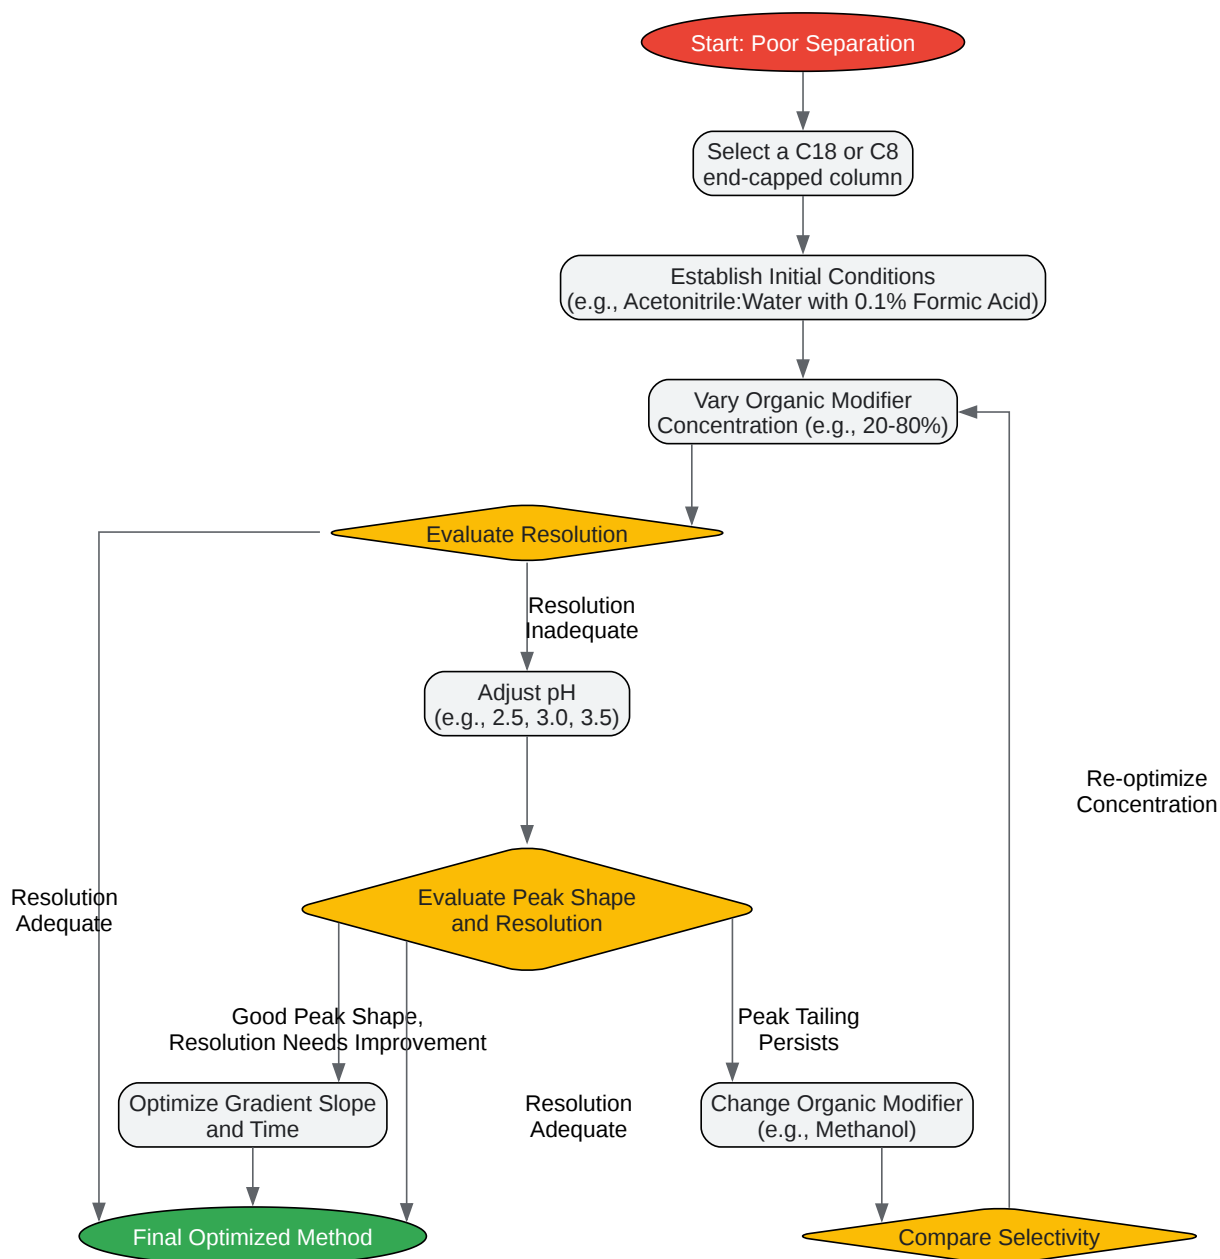 Start: Poor Separation
Select a C18 or C8
end-capped column
Establish Initial Conditions
(e.g., Acetonitrile:Water with 0.1% Formic Acid)
Vary Organic Modifier
Concentration (e.g., 20-80%)
Evaluate Resolution
Resolution
Inadequate
Adjust pH
(e.g., 2.5, 3.0, 3.5)
Re-optimize
Concentration
Resolution
Adequate
Evaluate Peak Shape
and Resolution
Good Peak Shape,
Resolution Needs Improvement
Peak Tailing
Persists
Optimize Gradient Slope
and Time
Resolution
Adequate
Change Organic Modifier
(e.g., Methanol)
Final Optimized Method
Compare Selectivity